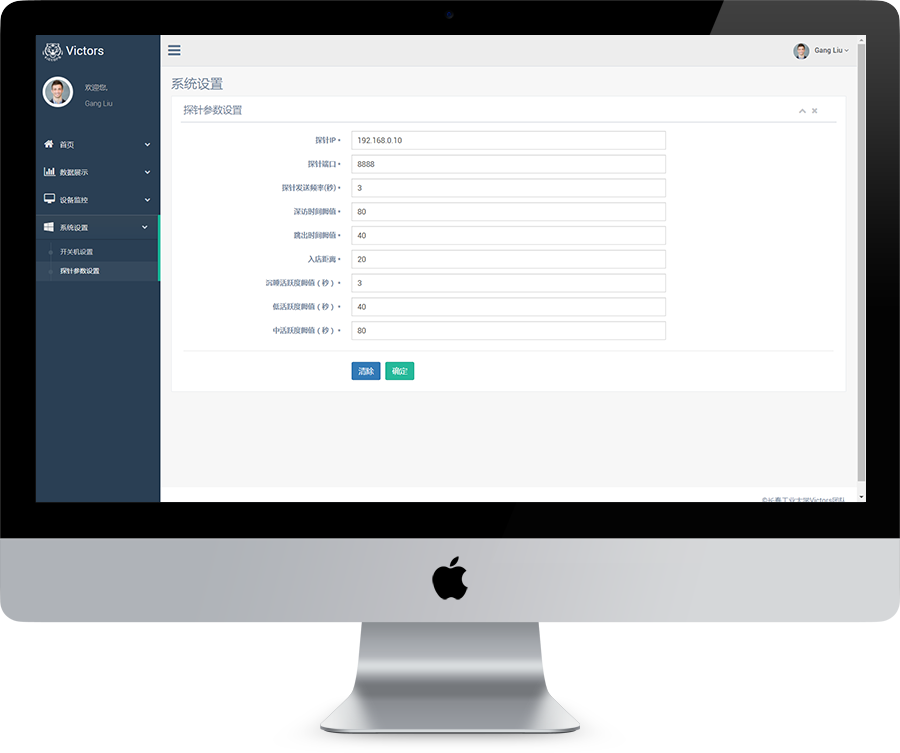 Victors
欢迎您,
Gang Liu
首页
数据展示
设备监控
系统设置
开关机设置
探针参数设置
Gang Liu
系统设置
探针参数设置
探针IP * 192.168.0.10
探针端口 * 8888
探针发送频率(秒) * 3
深访时间阀值 * 80
跳出时间阀值 * 40
入店距离 * 20
沉睡活跃度阀值（秒） * 3
低活跃度阀值（秒） * 40
中活跃度阀值（秒） * 80
清除 确定
©长春工业大学Victors团队